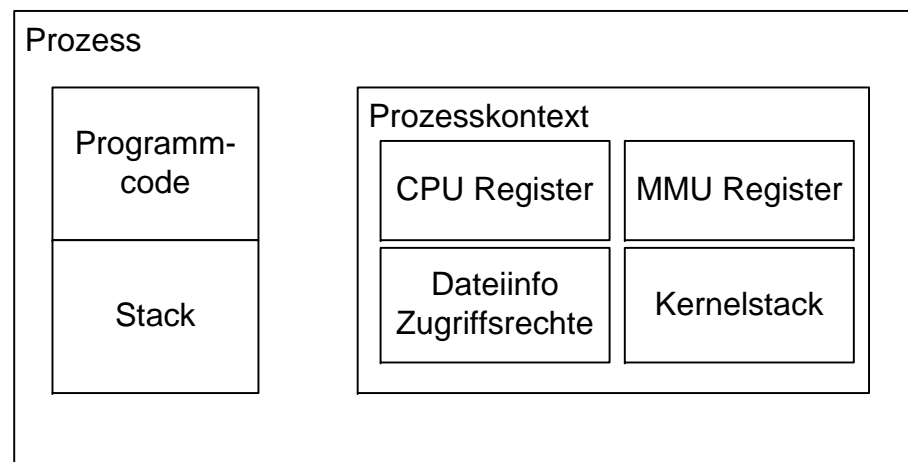 Prozess
Programm-
code
Stack
Prozesskontext
CPU Register
MMU Register
Dateiinfo
Zugriffsrechte
Kernelstack